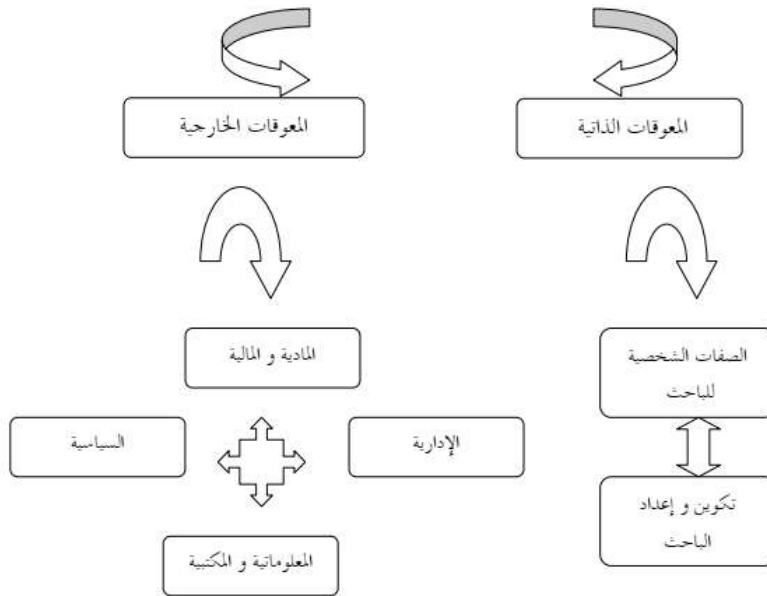 المعوقات الذاتية
المعوقات الخارجية
الصفات الشخصية
للباحث
المادية و المالية
الإدارية
السياسية
تكوين و إعداد
الباحث
المعلوماتية و المكتبية